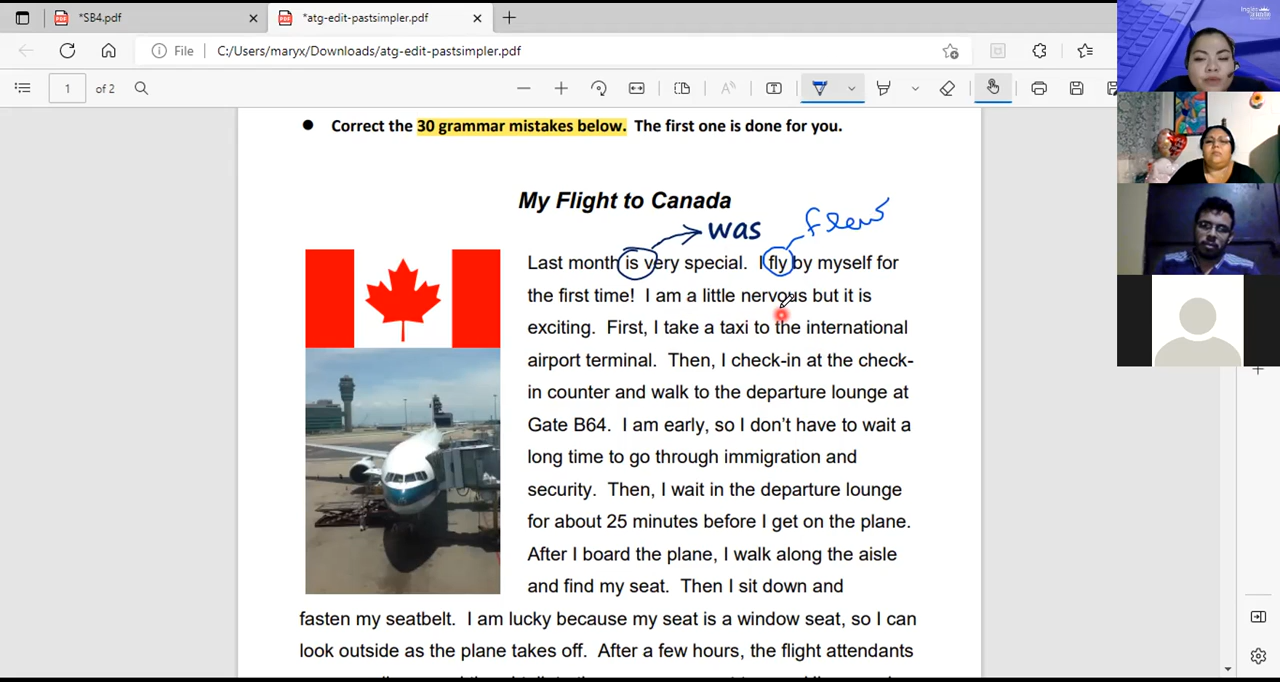 *SB4.pdf
*atg-edit-pastsimpler.pdf
File
C:/Users/maryx/Downloads/atg-edit-pastsimpler.pdf
1 of 2
● Correct the 30 grammar mistakes below. The first one is done for you.
My Flight to Canada
was
flew
Last month is very special. I fly by myself for
the first time! I am a little nervous but it is
exciting. First, I take a taxi to the international
airport terminal. Then, I check-in at the check-
in counter and walk to the departure lounge at
Gate B64. I am early, so I don't have to wait a
long time to go through immigration and
security. Then, I wait in the departure lounge
for about 25 minutes before I get on the plane.
After I board the plane, I walk along the aisle
and find my seat. Then I sit down and
fasten my seatbelt. I am lucky because my seat is a window seat, so I can
look outside as the plane takes off. After a few hours, the flight attendants